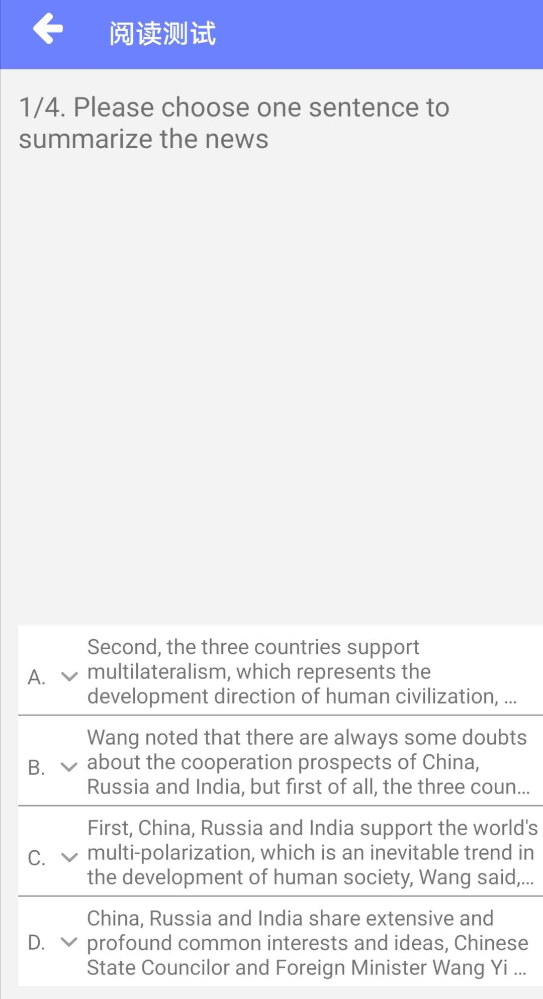 阅读测试
1/4. Please choose one sentence to
summarize the news
A.
Second, the three countries support
multilateralism, which represents the
development direction of human civilization, ...
B.
Wang noted that there are always some doubts
about the cooperation prospects of China,
Russia and India, but first of all, the three coun...
C.
First, China, Russia and India support the world's
multi-polarization, which is an inevitable trend in
the development of human society, Wang said,...
D.
China, Russia and India share extensive and
profound common interests and ideas, Chinese
State Councilor and Foreign Minister Wang Yi ...